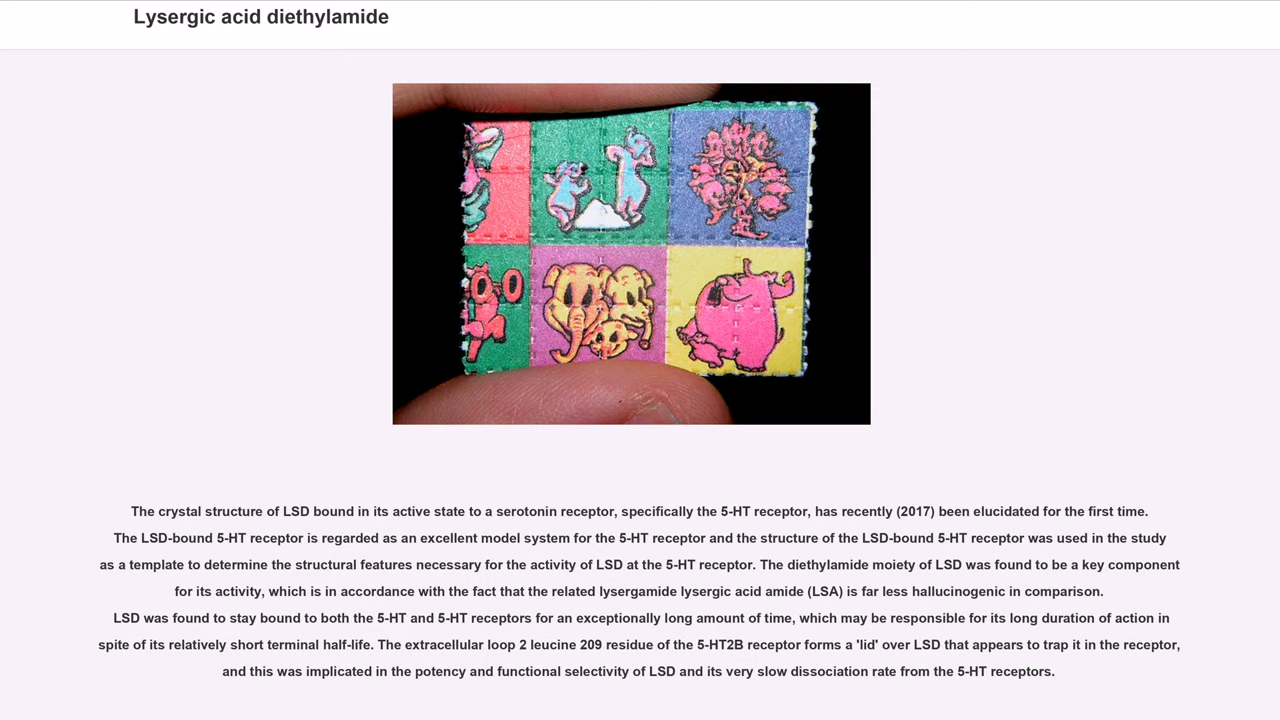 Lysergic acid diethylamide
The crystal structure of LSD bound in its active state to a serotonin receptor, specifically the 5-HT receptor, has recently (2017) been elucidated for the first time.
The LSD-bound 5-HT receptor is regarded as an excellent model system for the 5-HT receptor and the structure of the LSD-bound 5-HT receptor was used in the study
as a template to determine the structural features necessary for the activity of LSD at the 5-HT receptor. The diethylamide moiety of LSD was found to be a key component
for its activity, which is in accordance with the fact that the related lysergamide lysergic acid amide (LSA) is far less hallucinogenic in comparison.
LSD was found to stay bound to both the 5-HT and 5-HT receptors for an exceptionally long amount of time, which may be responsible for its long duration of action in
spite of its relatively short terminal half-life. The extracellular loop 2 leucine 209 residue of the 5-HT2B receptor forms a 'lid' over LSD that appears to trap it in the receptor,
and this was implicated in the potency and functional selectivity of LSD and its very slow dissociation rate from the 5-HT receptors.